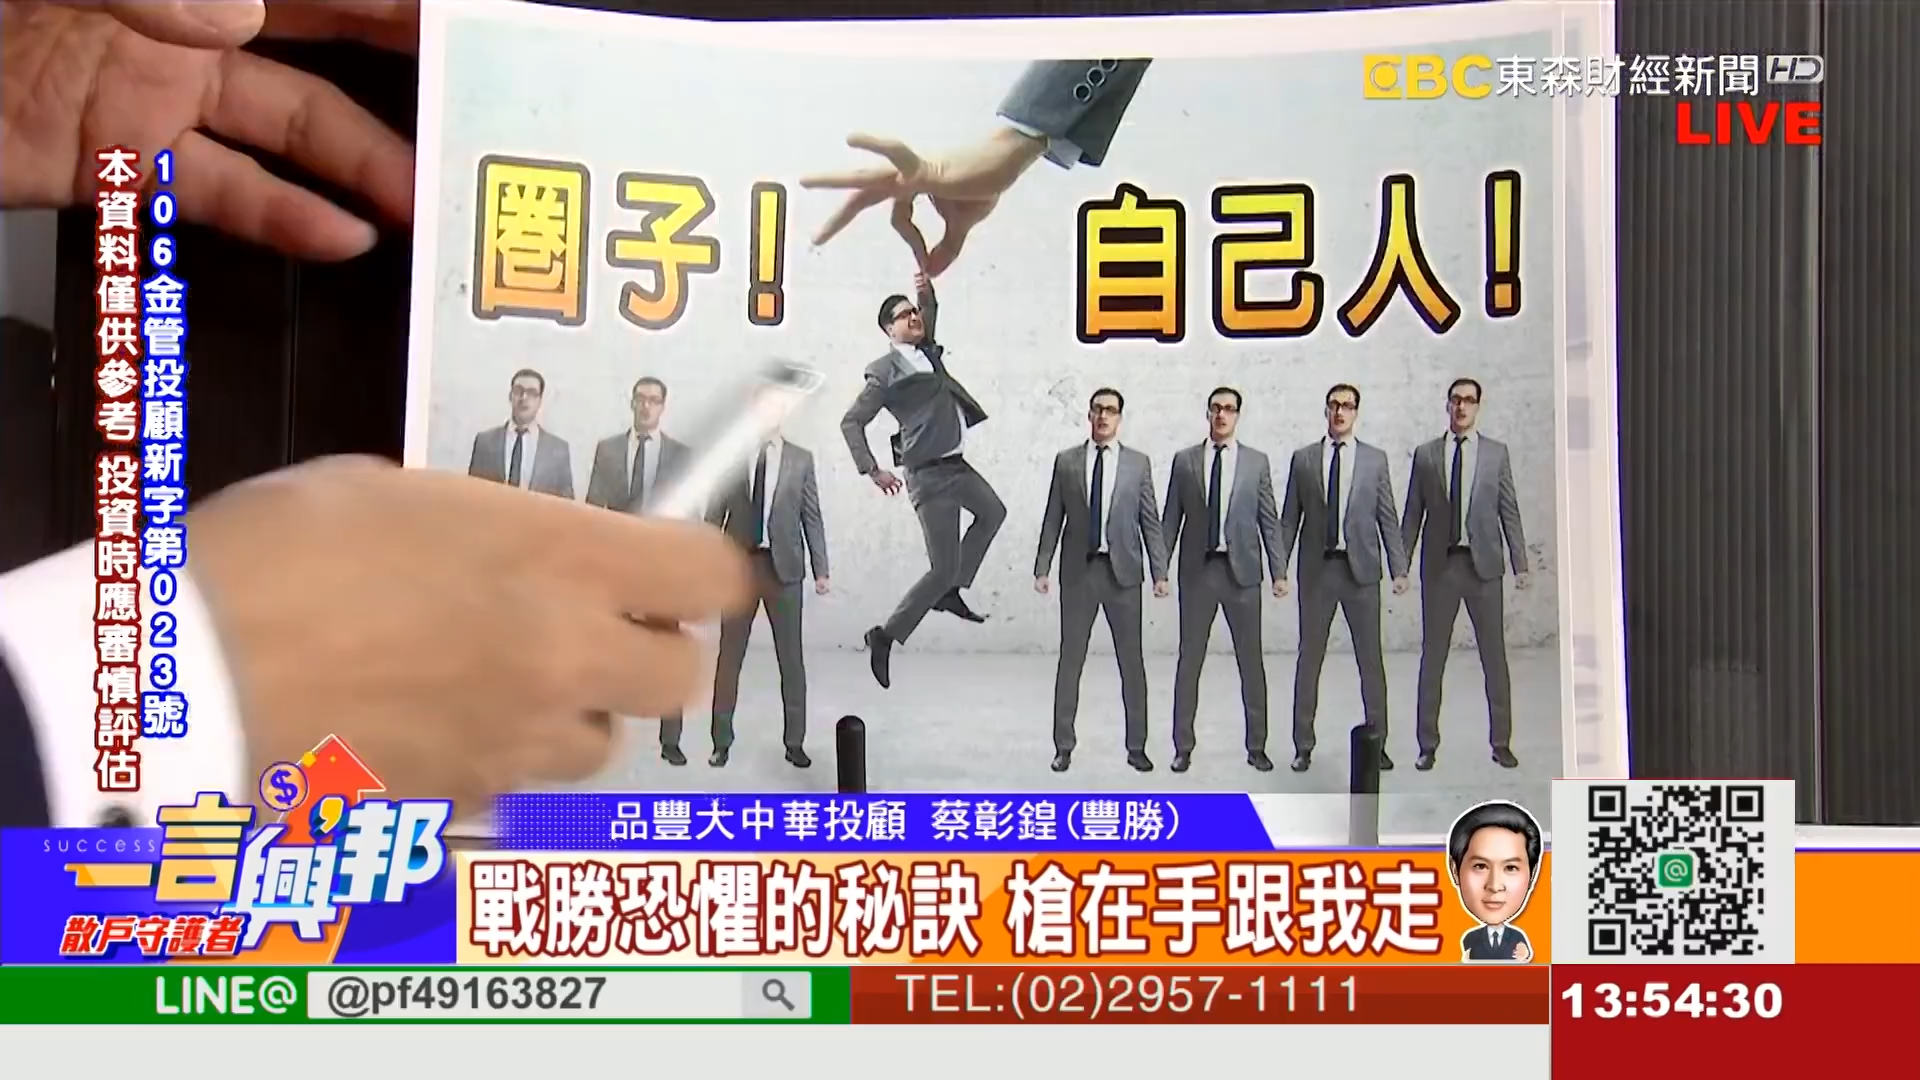 EBC東森財經新聞HD
LIVE
圈子!
自己人!
106金管投顧新字第023號
本資料僅供參考 投資時應審慎評估
success
一言興邦
散戶守護者
品豐大中華投顧 蔡彰鍠(豐勝)
戰勝恐懼的秘訣 槍在手跟我走
LINE@ @pf49163827
TEL:(02)2957-1111
13:54:30